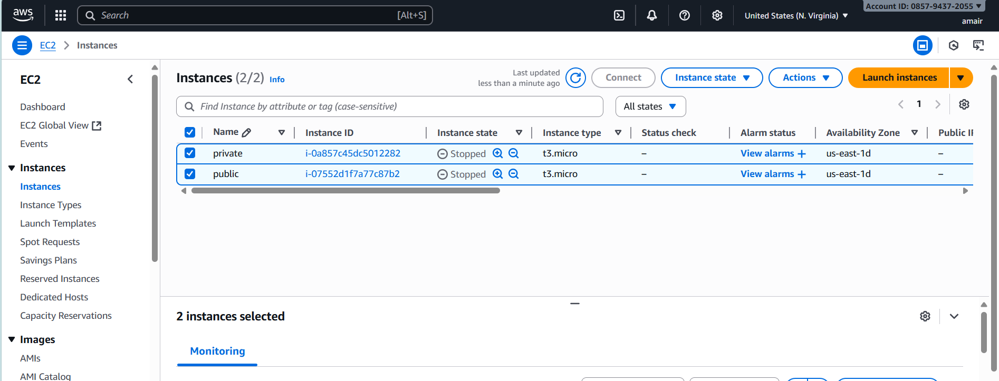 aws
Search [Alt+S]
United States (N. Virginia)
Account ID: 0857-9437-2055
amair
EC2 > Instances
EC2
Dashboard
EC2 Global View
Events
Instances
Instances
Instance Types
Launch Templates
Spot Requests
Savings Plans
Reserved Instances
Dedicated Hosts
Capacity Reservations
Images
AMIs
AMI Catalog
Instances (2/2) Info
Last updated
less than a minute ago
Connect
Instance state
Actions
Launch instances
Find Instance by attribute or tag (case-sensitive)
All states
1
Name Instance ID Instance state Instance type Status check Alarm status Availability Zone Public IP
private i-0a857c45dc5012282 Stopped t3.micro – View alarms + us-east-1d –
public i-07552d1f7a77c87b2 Stopped t3.micro – View alarms + us-east-1d –
2 instances selected
Monitoring